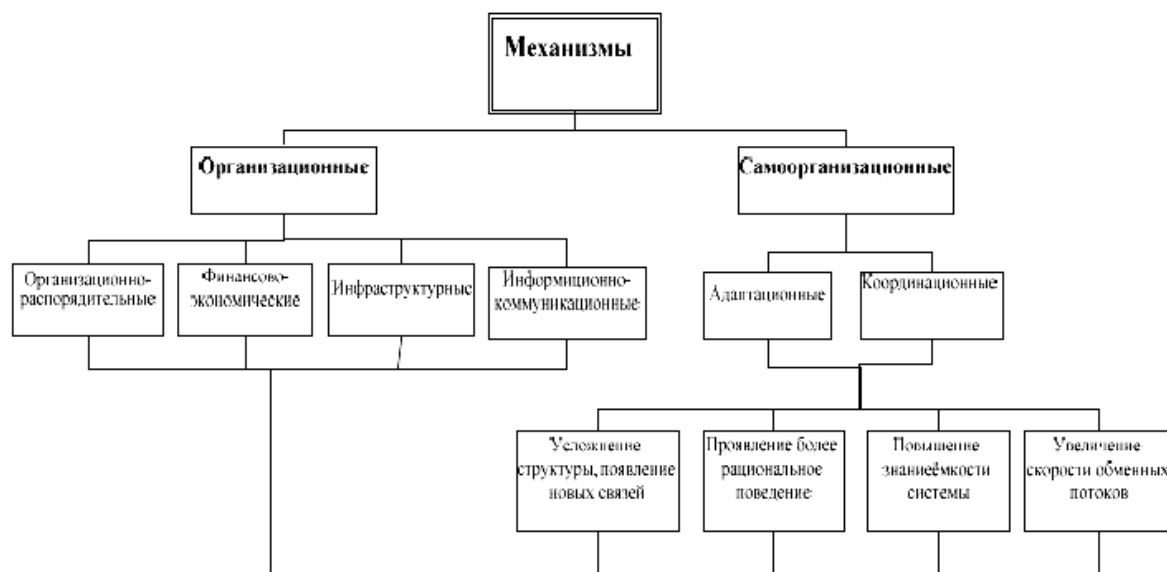 Механизмы
Организационные
Самоорганизационные
Организационно-
распорядительные
Финансово-
экономические
Инфраструктурные
Информиционно-
коммуникационные
Адаптационные
Координационные
Усложнение
структуры, появление
новых связей
Проявление более
рациональное
поведение
Повышение
знаниеёмкости
системы
Увеличение
скорости обменных
потоков